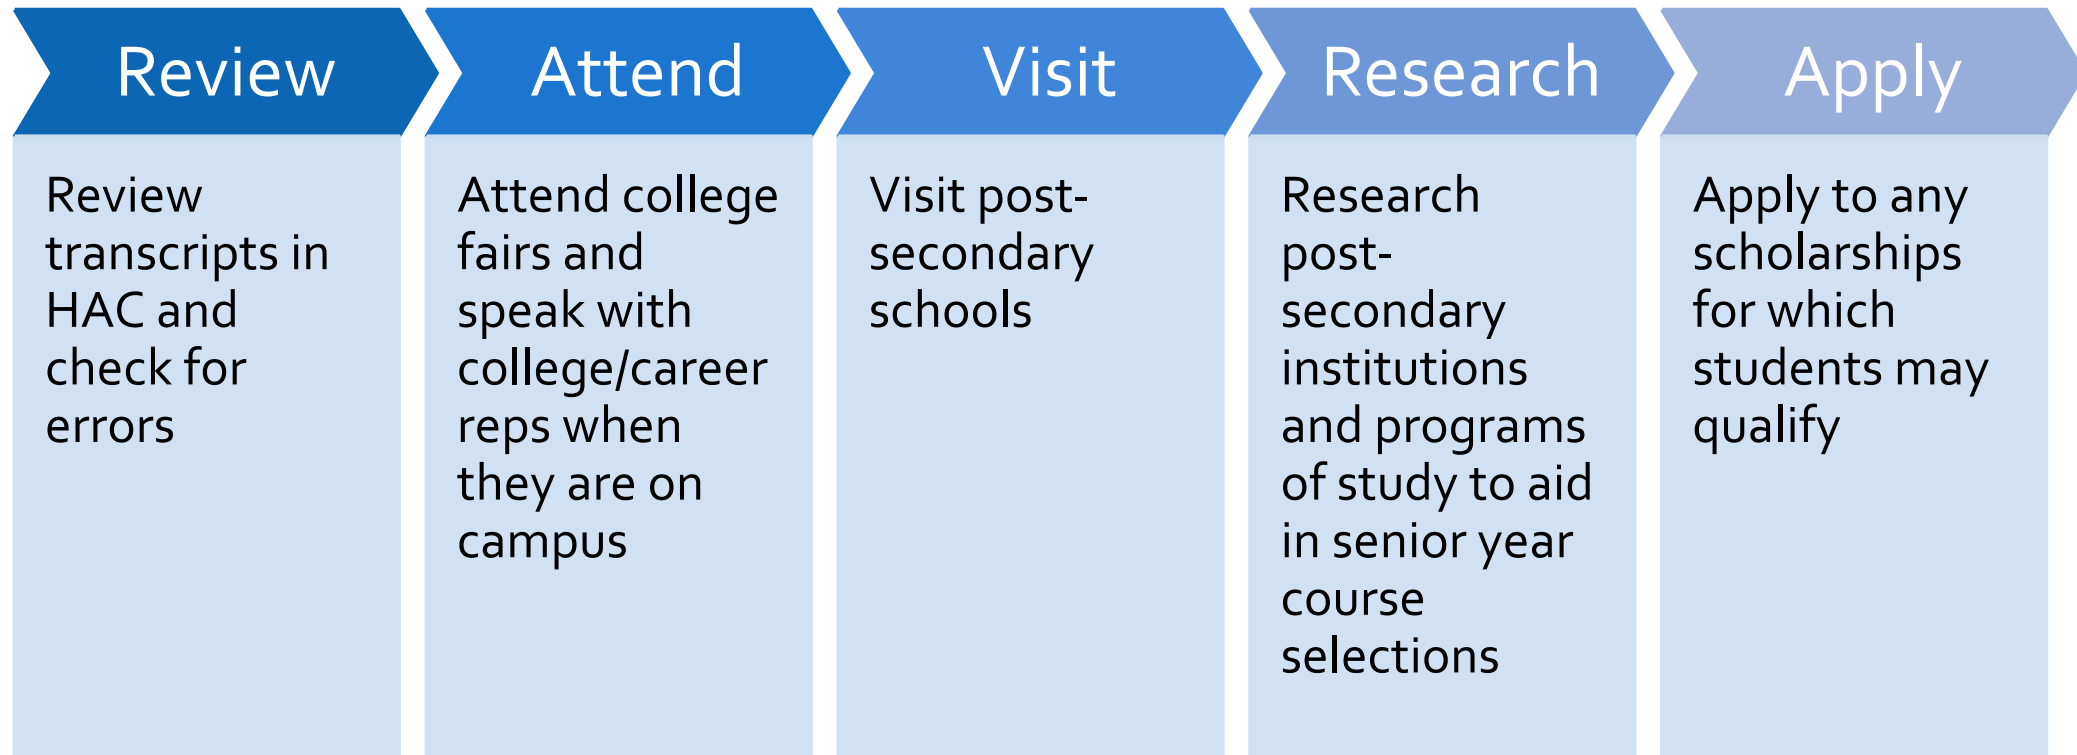 Review
Review
transcripts in
HAC and
check for
errors
Attend
Attend college
fairs and
speak with
college/career
reps when
they are on
campus
Visit
Visit post-
secondary
schools
Research
Research
post-
secondary
institutions
and programs
of study to aid
in senior year
course
selections
Apply
Apply to any
scholarships
for which
students may
qualify